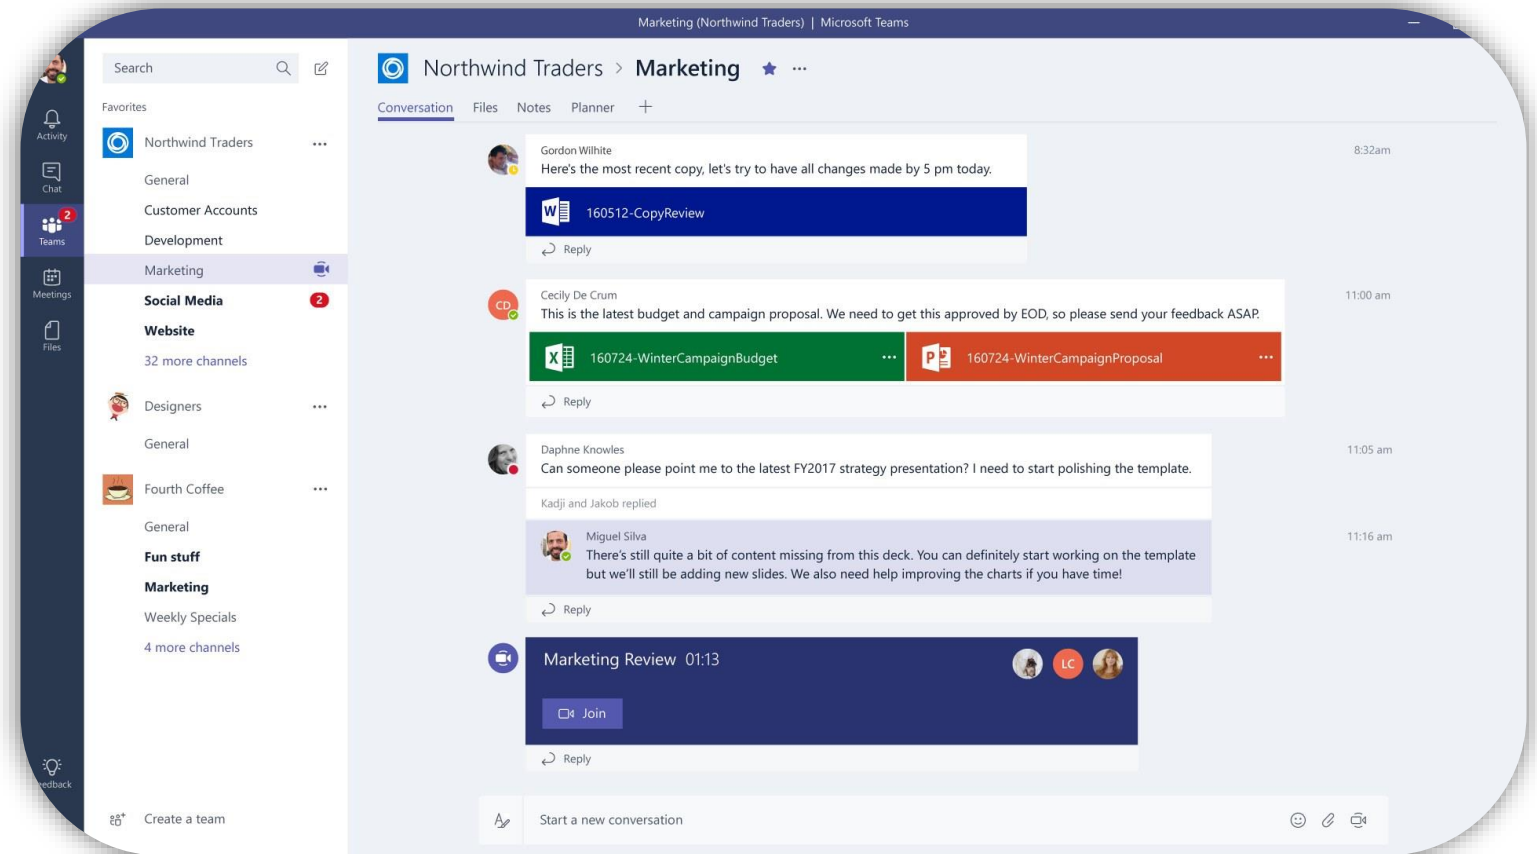 Marketing (Northwind Traders) | Microsoft Teams
Search
Northwind Traders > Marketing
Favorites
Conversation Files Notes Planner
Activity
Chat
2
Teams
Meetings
Files
Northwind Traders
General
Customer Accounts
Development
Marketing
Social Media 2
Website
32 more channels
Designers
General
Fourth Coffee
General
Fun stuff
Marketing
Weekly Specials
4 more channels
Create a team
Gordon Wilhite 8:32am
Here's the most recent copy, let's try to have all changes made by 5 pm today.
W 160512-CopyReview
Reply
CD
Cecily De Crum 11:00 am
This is the latest budget and campaign proposal. We need to get this approved by EOD, so please send your feedback ASAP.
X 160724-WinterCampaignBudget
P 160724-WinterCampaignProposal
Reply
Daphne Knowles 11:05 am
Can someone please point me to the latest FY2017 strategy presentation? I need to start polishing the template.
Kadji and Jakob replied
Miguel Silva 11:16 am
There's still quite a bit of content missing from this deck. You can definitely start working on the template
but we'll still be adding new slides. We also need help improving the charts if you have time!
Reply
Marketing Review 01:13
LC
Join
Reply
Start a new conversation